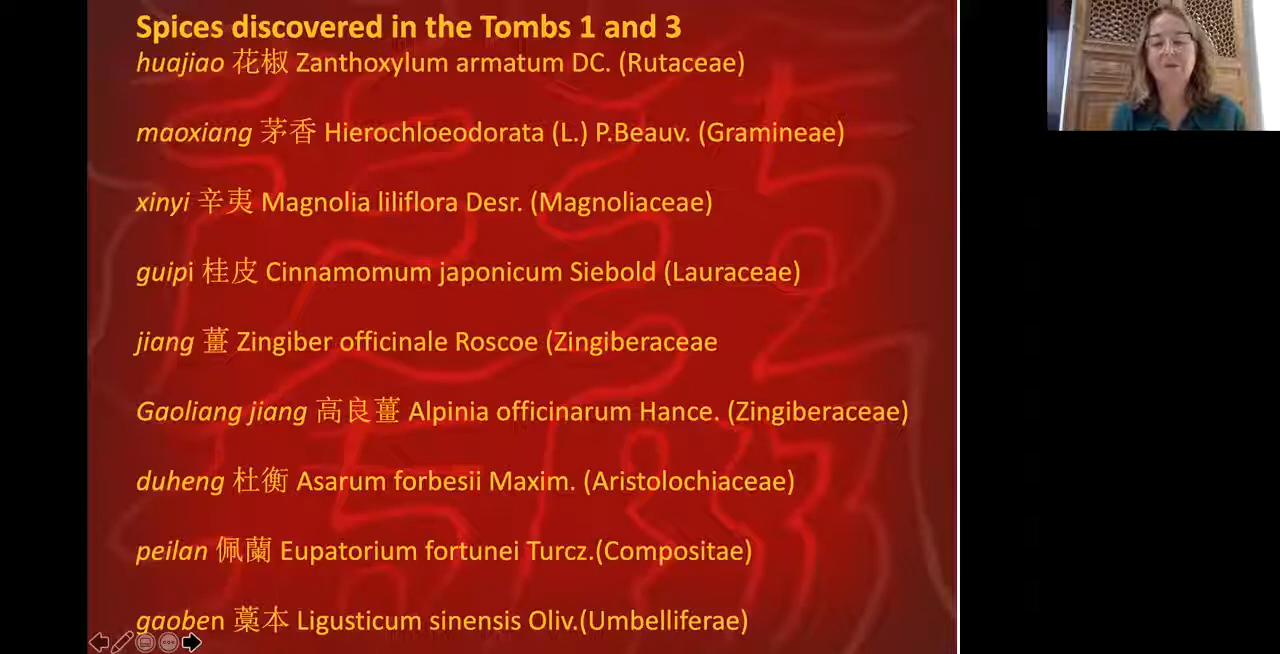 Spices discovered in the Tombs 1 and 3
huajiao 花椒 Zanthoxylum armatum DC. (Rutaceae)
maoxiang 茅香 Hierochloeodorata (L.) P.Beauv. (Gramineae)
xinyi 辛夷 Magnolia liliflora Desr. (Magnoliaceae)
guipi 桂皮 Cinnamomum japonicum Siebold (Lauraceae)
jiang 薑 Zingiber officinale Roscoe (Zingiberaceae
Gaoliang jiang 高良薑 Alpinia officinarum Hance. (Zingiberaceae)
duheng 杜衡 Asarum forbesii Maxim. (Aristolochiaceae)
peilan 佩蘭 Eupatorium fortunei Turcz.(Compositae)
gaoben 藁本 Ligusticum sinensis Oliv.(Umbelliferae)